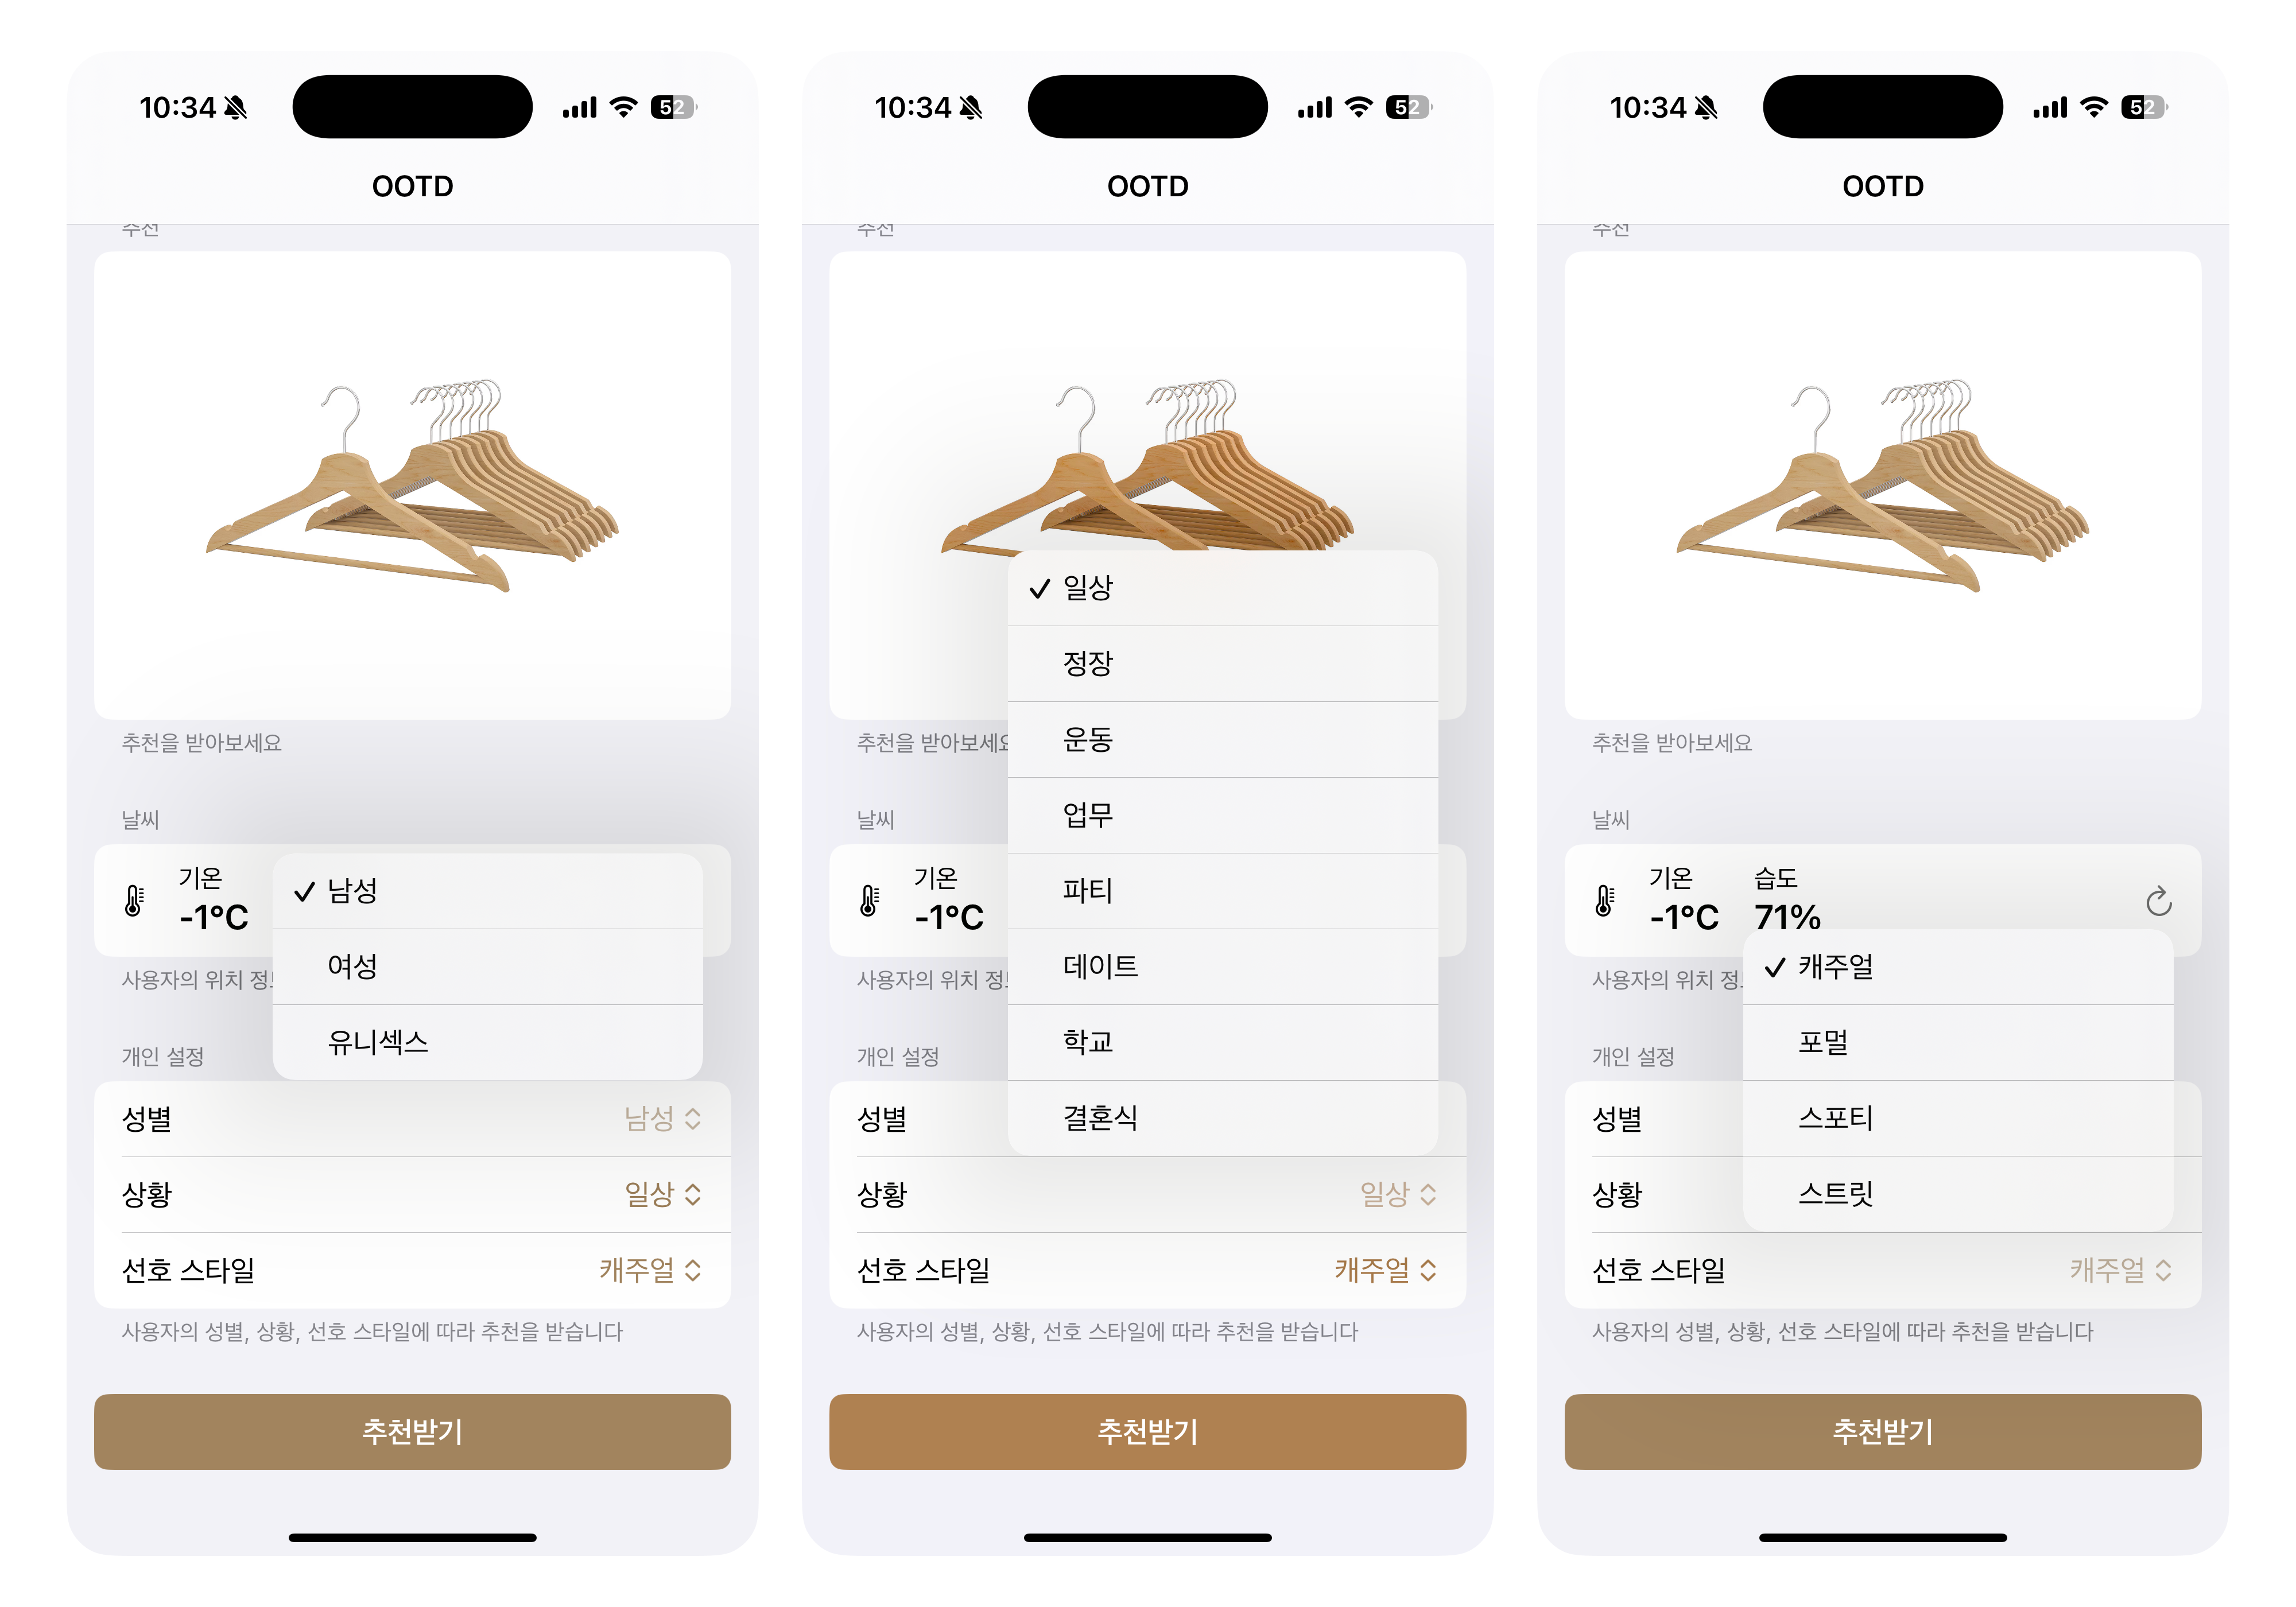 10:34
52
OOTD
추천
추천을 받아보세요
날씨
기온
-1°C
남성
여성
유니섹스
사용자의 위치
개인 설정
성별
남성
상황
일상
선호 스타일
캐주얼
사용자의 성별, 상황, 선호 스타일에 따라 추천을 받습니다
추천받기
10:34
52
OOTD
추천
일상
정장
운동
업무
파티
데이트
학교
결혼식
추천을 받아보세요
날씨
기온
-1°C
사용자의 위치
개인 설정
성별
상황
일상
선호 스타일
캐주얼
사용자의 성별, 상황, 선호 스타일에 따라 추천을 받습니다
추천받기
10:34
52
OOTD
추천
추천을 받아보세요
날씨
기온
습도
-1°C
71%
캐주얼
포멀
스포티
스트릿
사용자의 위치
개인 설정
성별
상황
선호 스타일
캐주얼
사용자의 성별, 상황, 선호 스타일에 따라 추천을 받습니다
추천받기